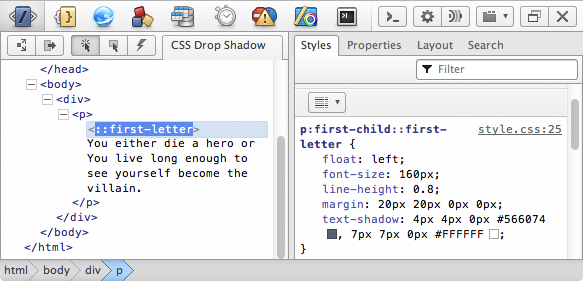 CSS Drop Shadow
</head>
<body>
<div>
<p>
<::first-letter>
You either die a hero or
You live long enough to
see yourself become the
villain.
</p>
</div>
</body>
</html>
html body div p
Styles Properties Layout Search
Filter
p:first-child::first- style.css:25
letter {
float: left;
font-size: 160px;
line-height: 0.8;
margin: 20px 20px 0px 0px;
text-shadow: 4px 4px 0px #566074
, 7px 7px 0px #FFFFFF ;
}